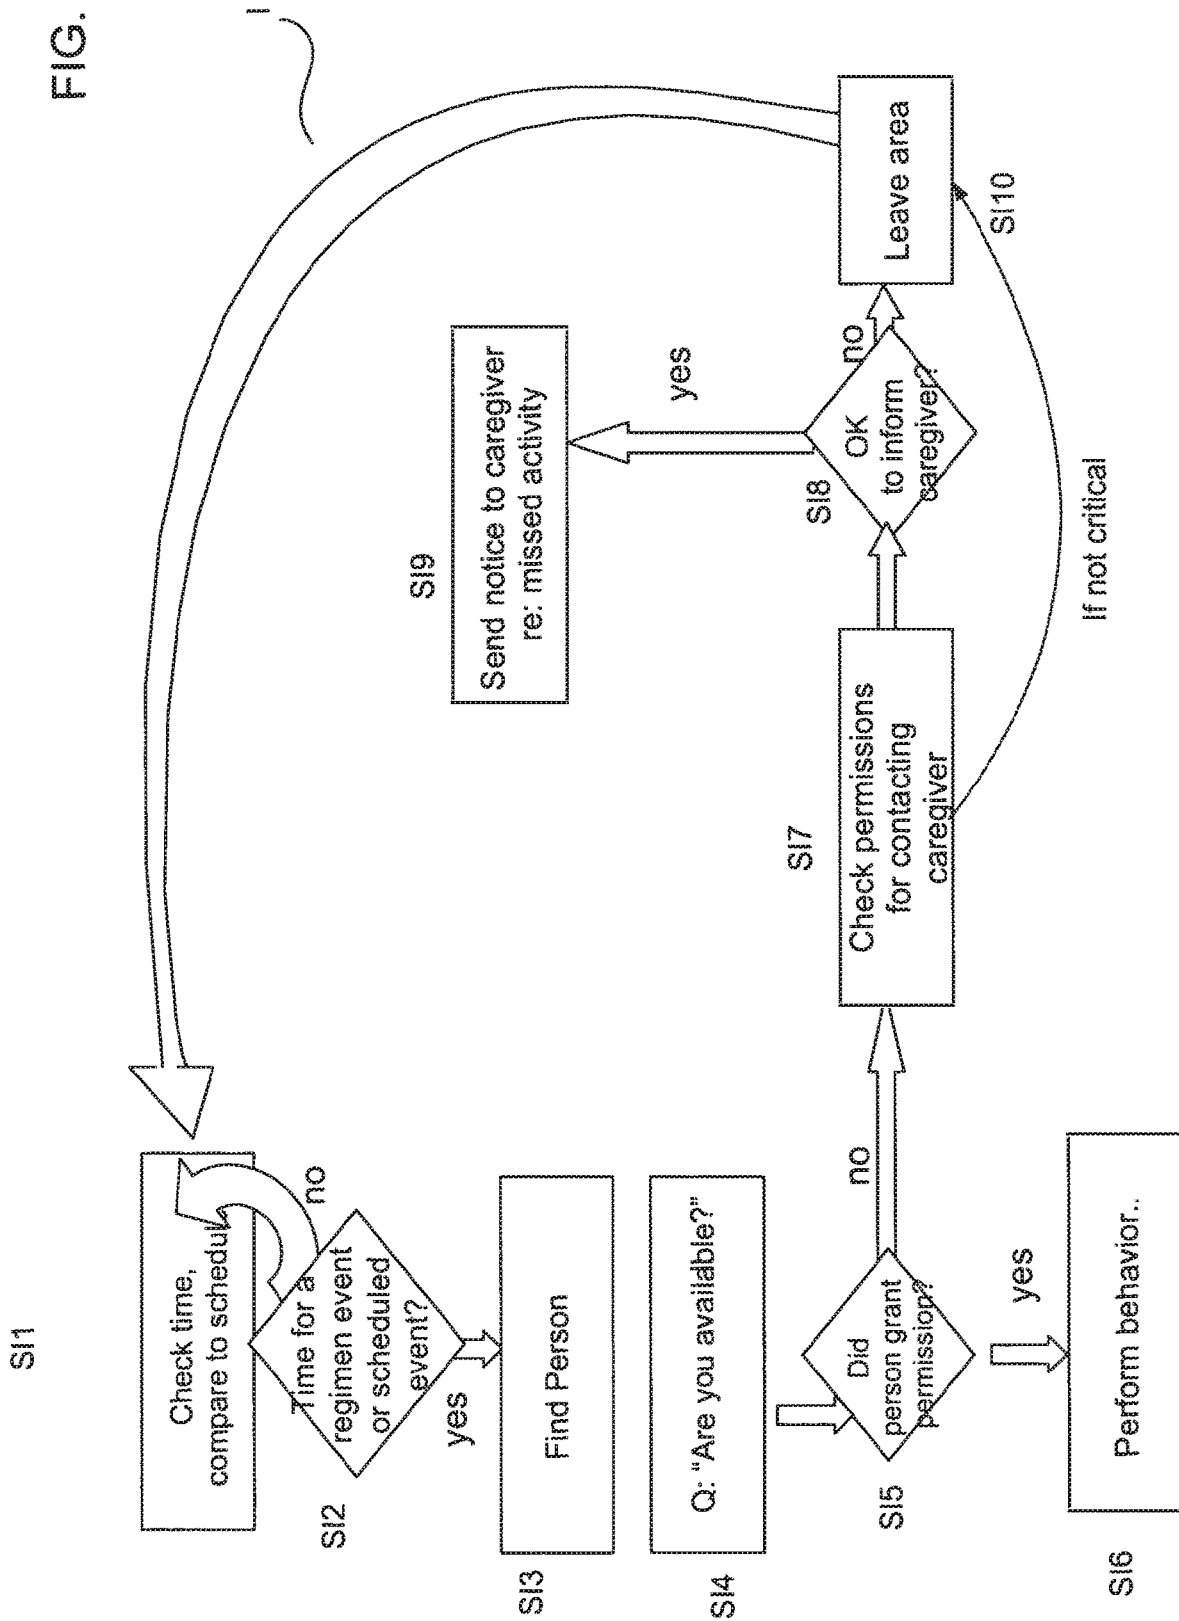 FIG.
I
SI1
Check time,
compare to schedul
SI2
Time for a
regimen event
or scheduled
event?
no
yes
SI3
Find Person
SI4
Q: "Are you available?"
SI5
Did
person grant
permission?
no
yes
SI6
Perform behavior..
SI7
Check permissions
for contacting
caregiver
SI8
OK
to inform
caregiver?
yes
no
SI9
Send notice to caregiver
re: missed activity
Leave area
SI10
If not critical